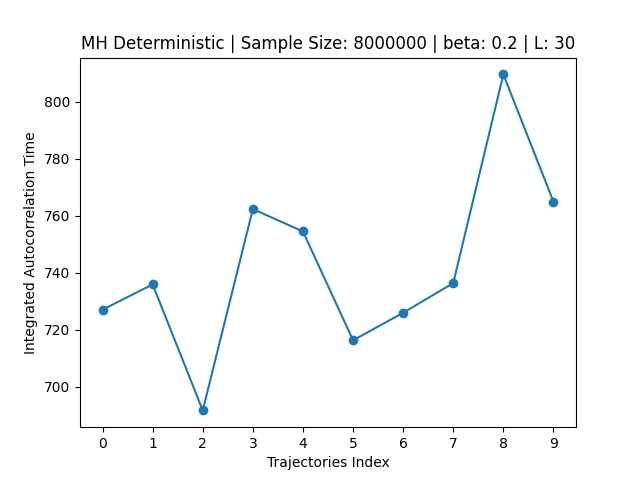 MH Deterministic | Sample Size: 8000000 | beta: 0.2 | L: 30
Integrated Autocorrelation Time
800
780
760
740
720
700
0 1 2 3 4 5 6 7 8 9
Trajectories Index